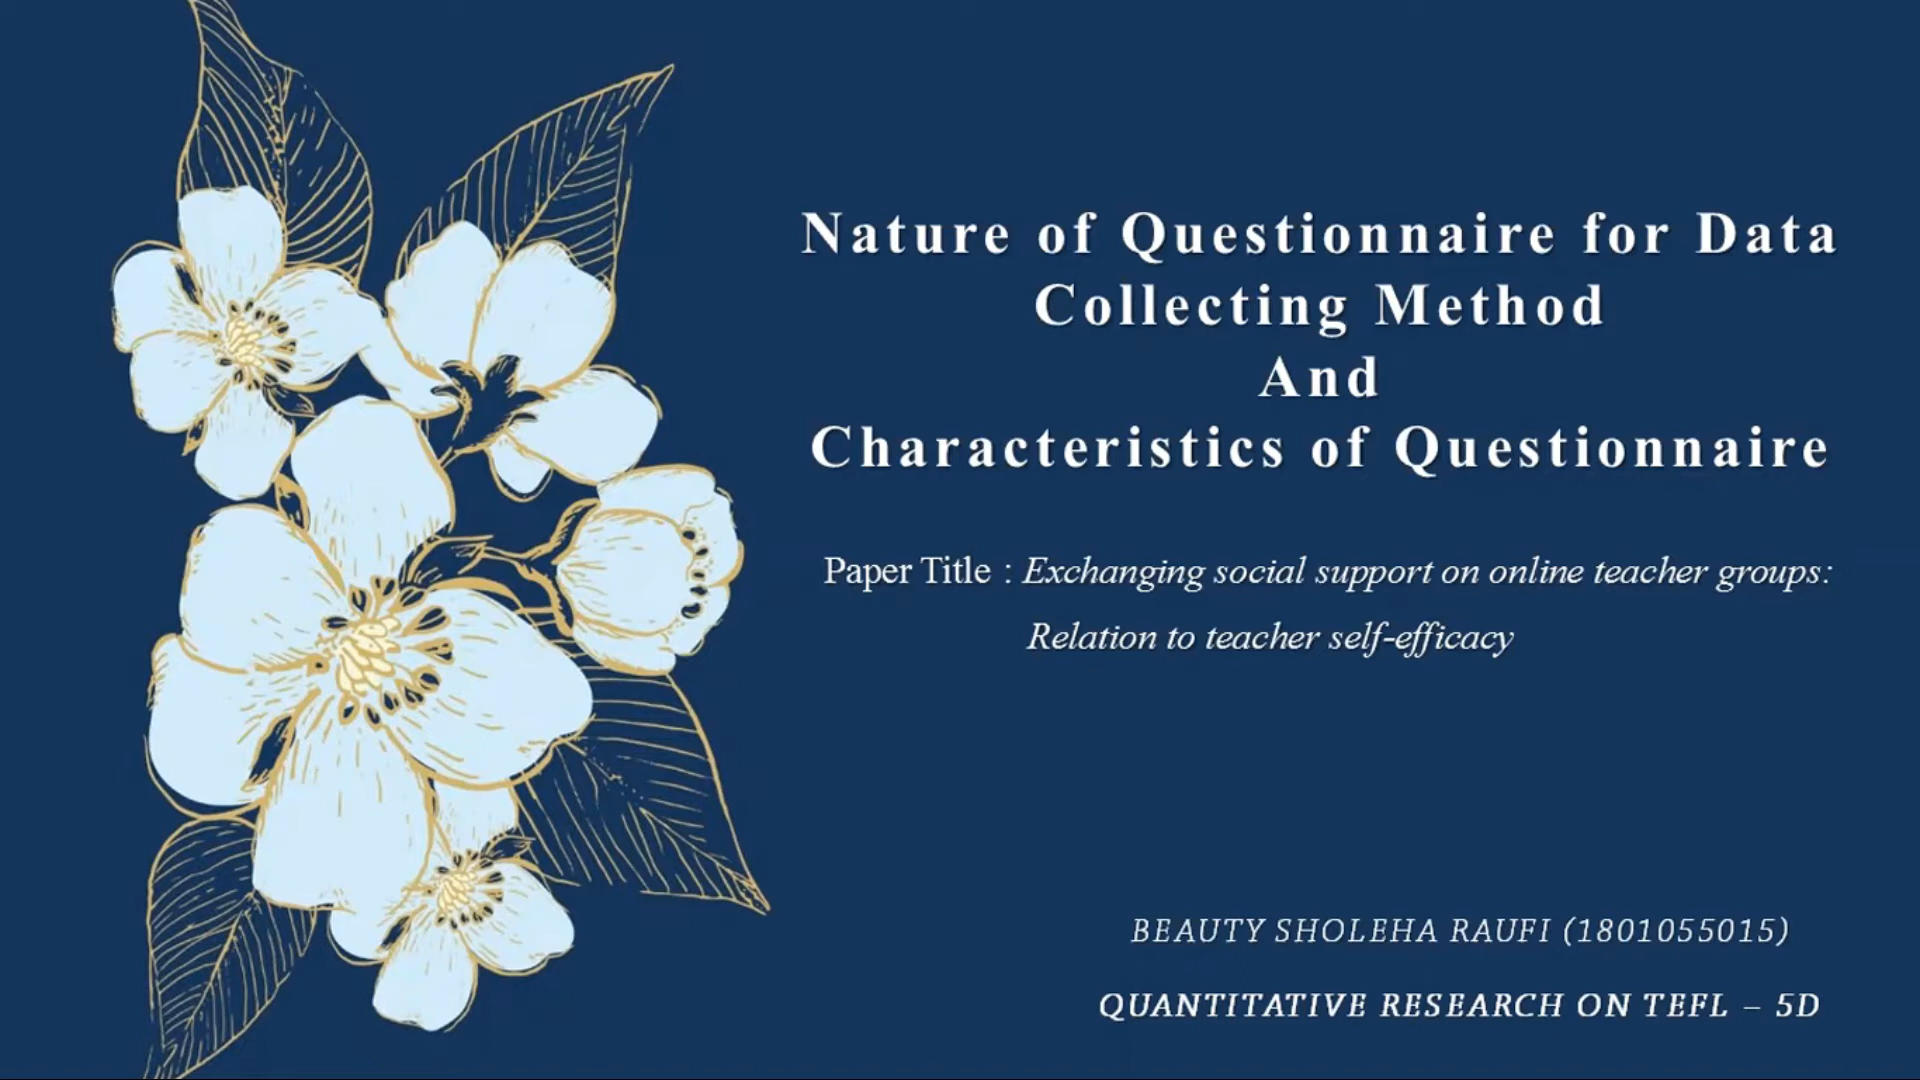 Nature of Questionnaire for Data
Collecting Method
And
Characteristics of Questionnaire
Paper Title : Exchanging social support on online teacher groups:
Relation to teacher self-efficacy
BEAUTY SHOLEHA RAUFI (1801055015)
QUANTITATIVE RESEARCH ON TEFL – 5D